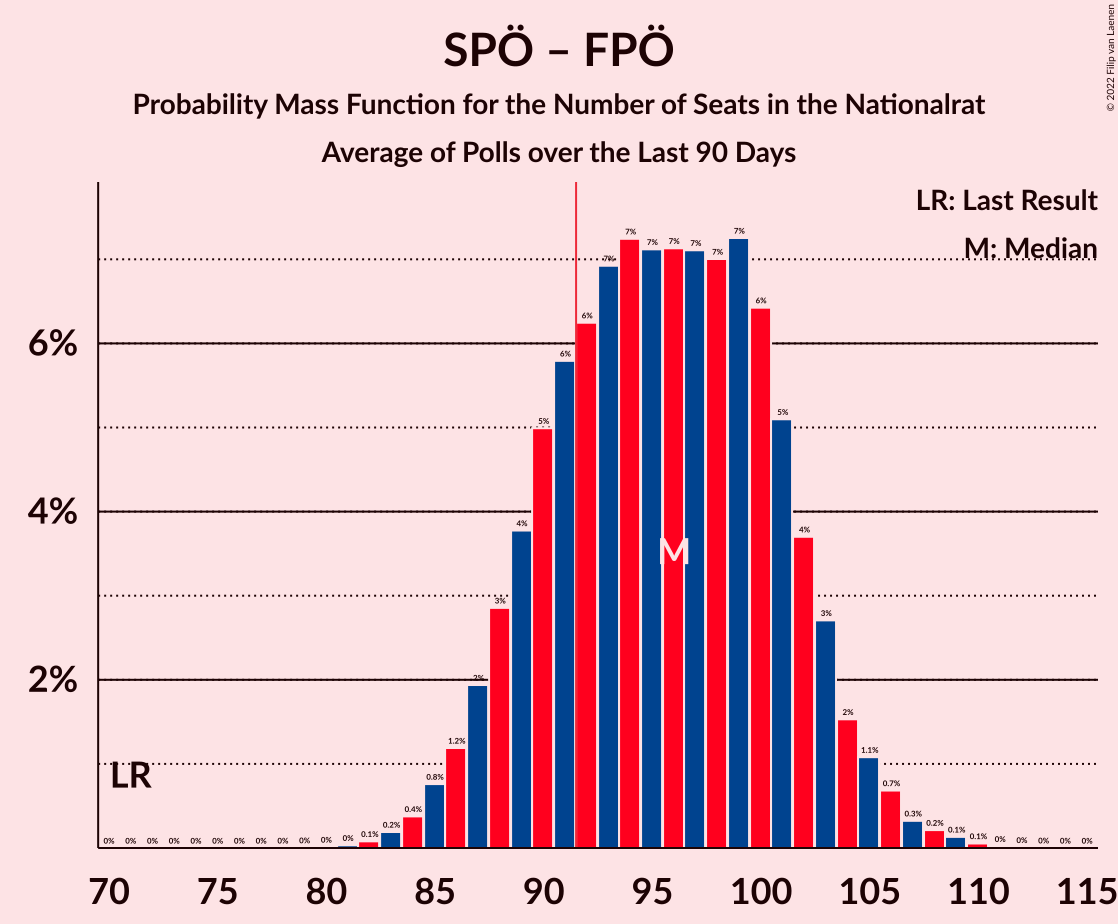 SPÖ – FPÖ
Probability Mass Function for the Number of Seats in the Nationalrat
Average of Polls over the Last 90 Days
© 2022 Filip van Laenen
LR: Last Result
M: Median
7% 7% 7% 7% 7% 7% 7%
6% 6%
6%
6%
5% 5%
4%
4% 4%
M
3% 3%
2%
2%
2%
1.2% 1.1%
LR
0.8% 0.7%
0.4% 0.3%
0% 0% 0% 0% 0% 0% 0% 0% 0% 0% 0% 0% 0.1% 0.2% 0.2% 0.1% 0.1% 0% 0% 0% 0% 0%
70 75 80 85 90 95 100 105 110 115